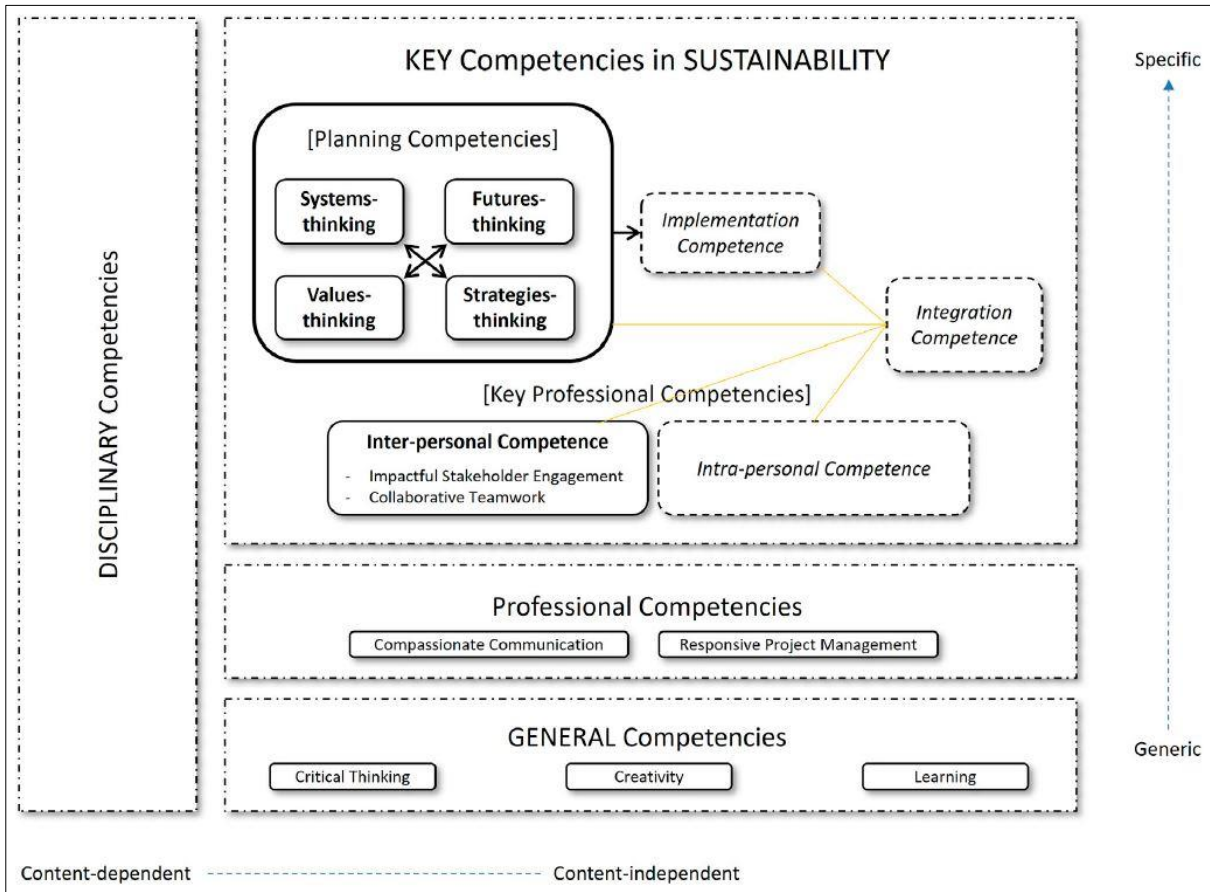 DISCIPLINARY Competencies
KEY Competencies in SUSTAINABILITY
[Planning Competencies]
Systems-
thinking
Futures-
thinking
Values-
thinking
Strategies-
thinking
Implementation
Competence
Integration
Competence
[Key Professional Competencies]
Inter-personal Competence
- Impactful Stakeholder Engagement
- Collaborative Teamwork
Intra-personal Competence
Professional Competencies
Compassionate Communication
Responsive Project Management
GENERAL Competencies
Critical Thinking
Creativity
Learning
Specific
Generic
Content-dependent
Content-independent